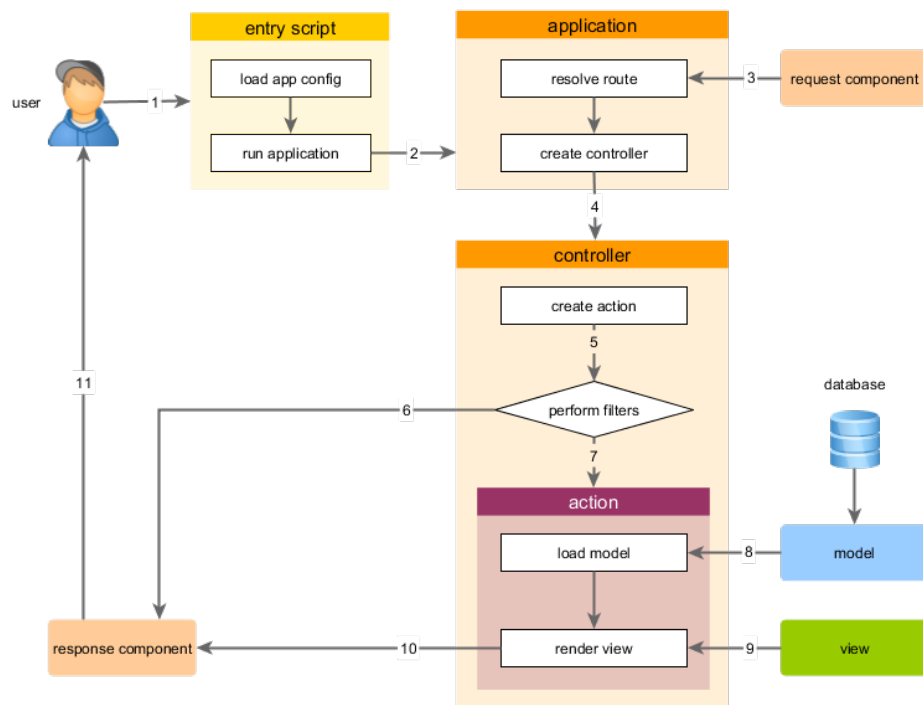 entry script
application
load app config
resolve route
3
request component
user
1
run application
2
create controller
4
controller
create action
5
11
6
perform filters
database
7
action
load model
8
model
response component
10
render view
9
view